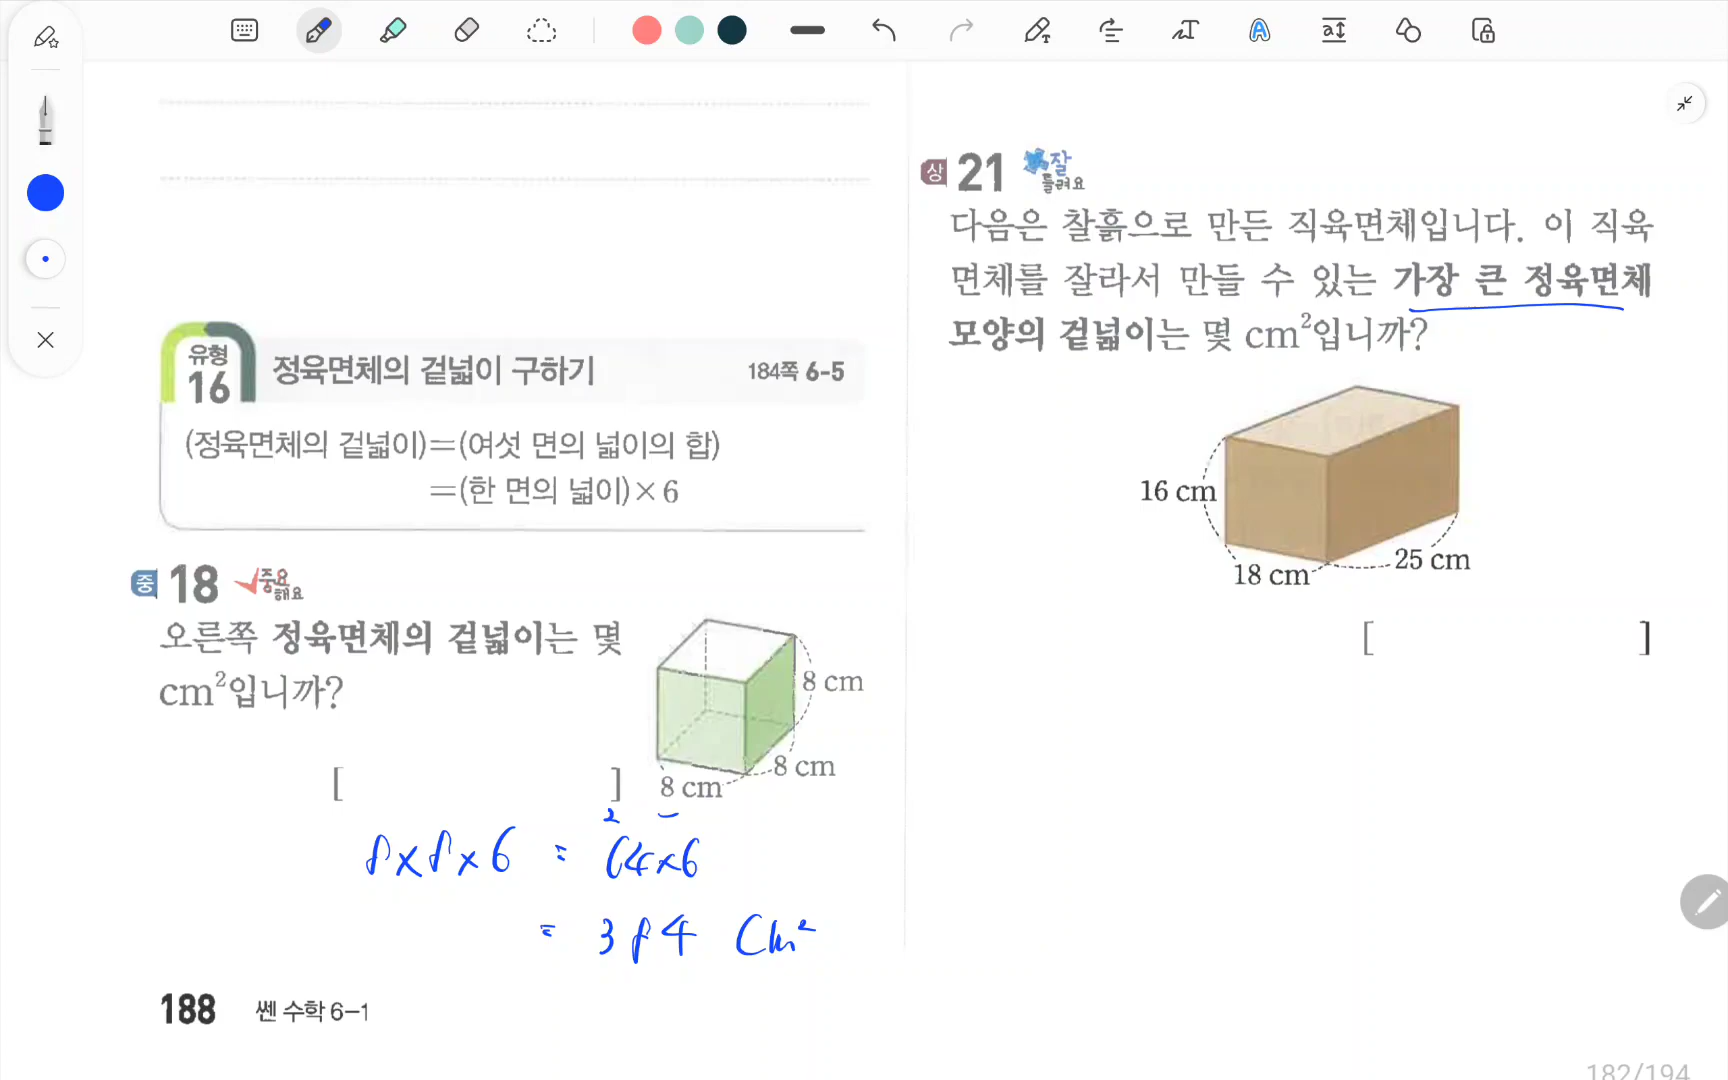 유형
16
정육면체의 겉넓이 구하기
184쪽 6-5
(정육면체의 겉넓이)=(여섯 면의 넓이의 합)
=(한 면의 넓이)×6
중 18 중요해요
오른쪽 정육면체의 겉넓이는 몇
cm²입니까?
8 cm
8 cm
8 cm
[ ]
8×8×6 = 64×6
= 384 cm²
188 쎈 수학 6-1
상 21 잘 틀려요
다음은 찰흙으로 만든 직육면체입니다. 이 직육
면체를 잘라서 만들 수 있는 가장 큰 정육면체
모양의 겉넓이는 몇 cm²입니까?
16 cm
18 cm
25 cm
[ ]
182/194